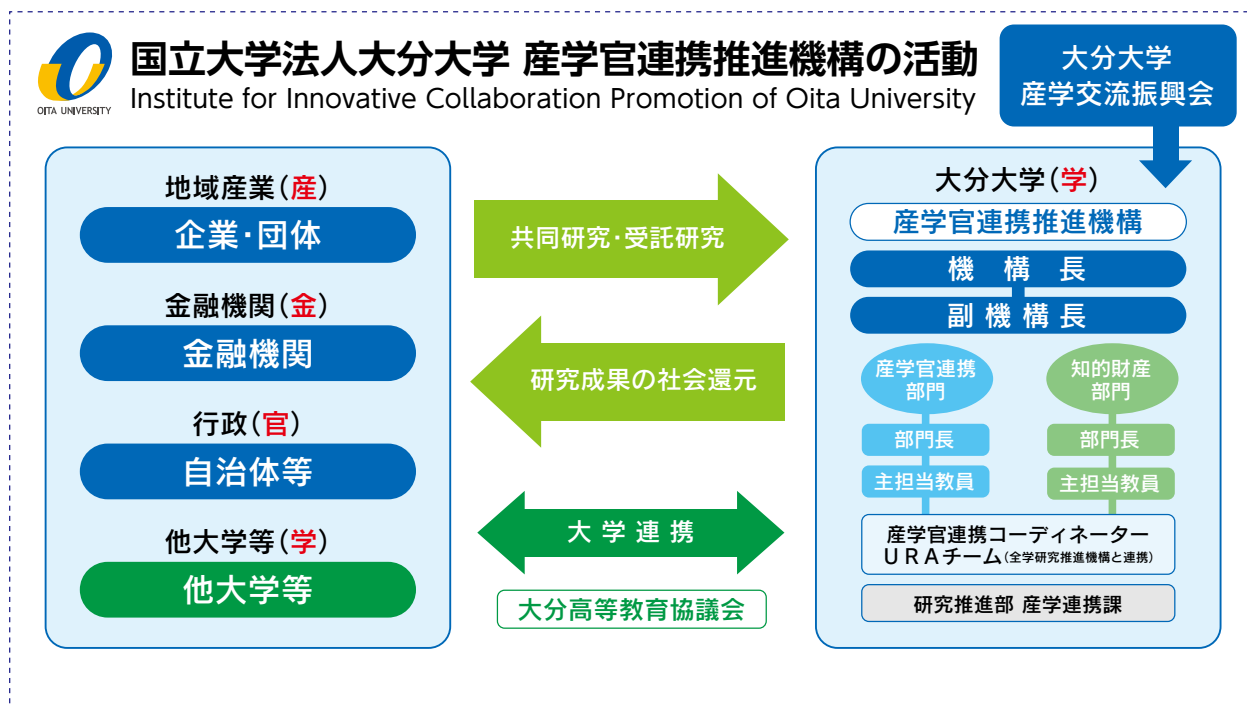 国立大学法人大分大学 産学官連携推進機構の活動
Institute for Innovative Collaboration Promotion of Oita University
OITA UNIVERSITY
大分大学
産学交流振興会
地域産業(産)
企業・団体
金融機関(金)
金融機関
行政(官)
自治体等
他大学等(学)
他大学等
共同研究・受託研究
研究成果の社会還元
大学連携
大分高等教育協議会
大分大学(学)
産学官連携推進機構
機構長
副機構長
産学官連携
部門
部門長
主担当教員
知的財産
部門
部門長
主担当教員
産学官連携コーディネーター
URAチーム(全学研究推進機構と連携)
研究推進部 産学連携課